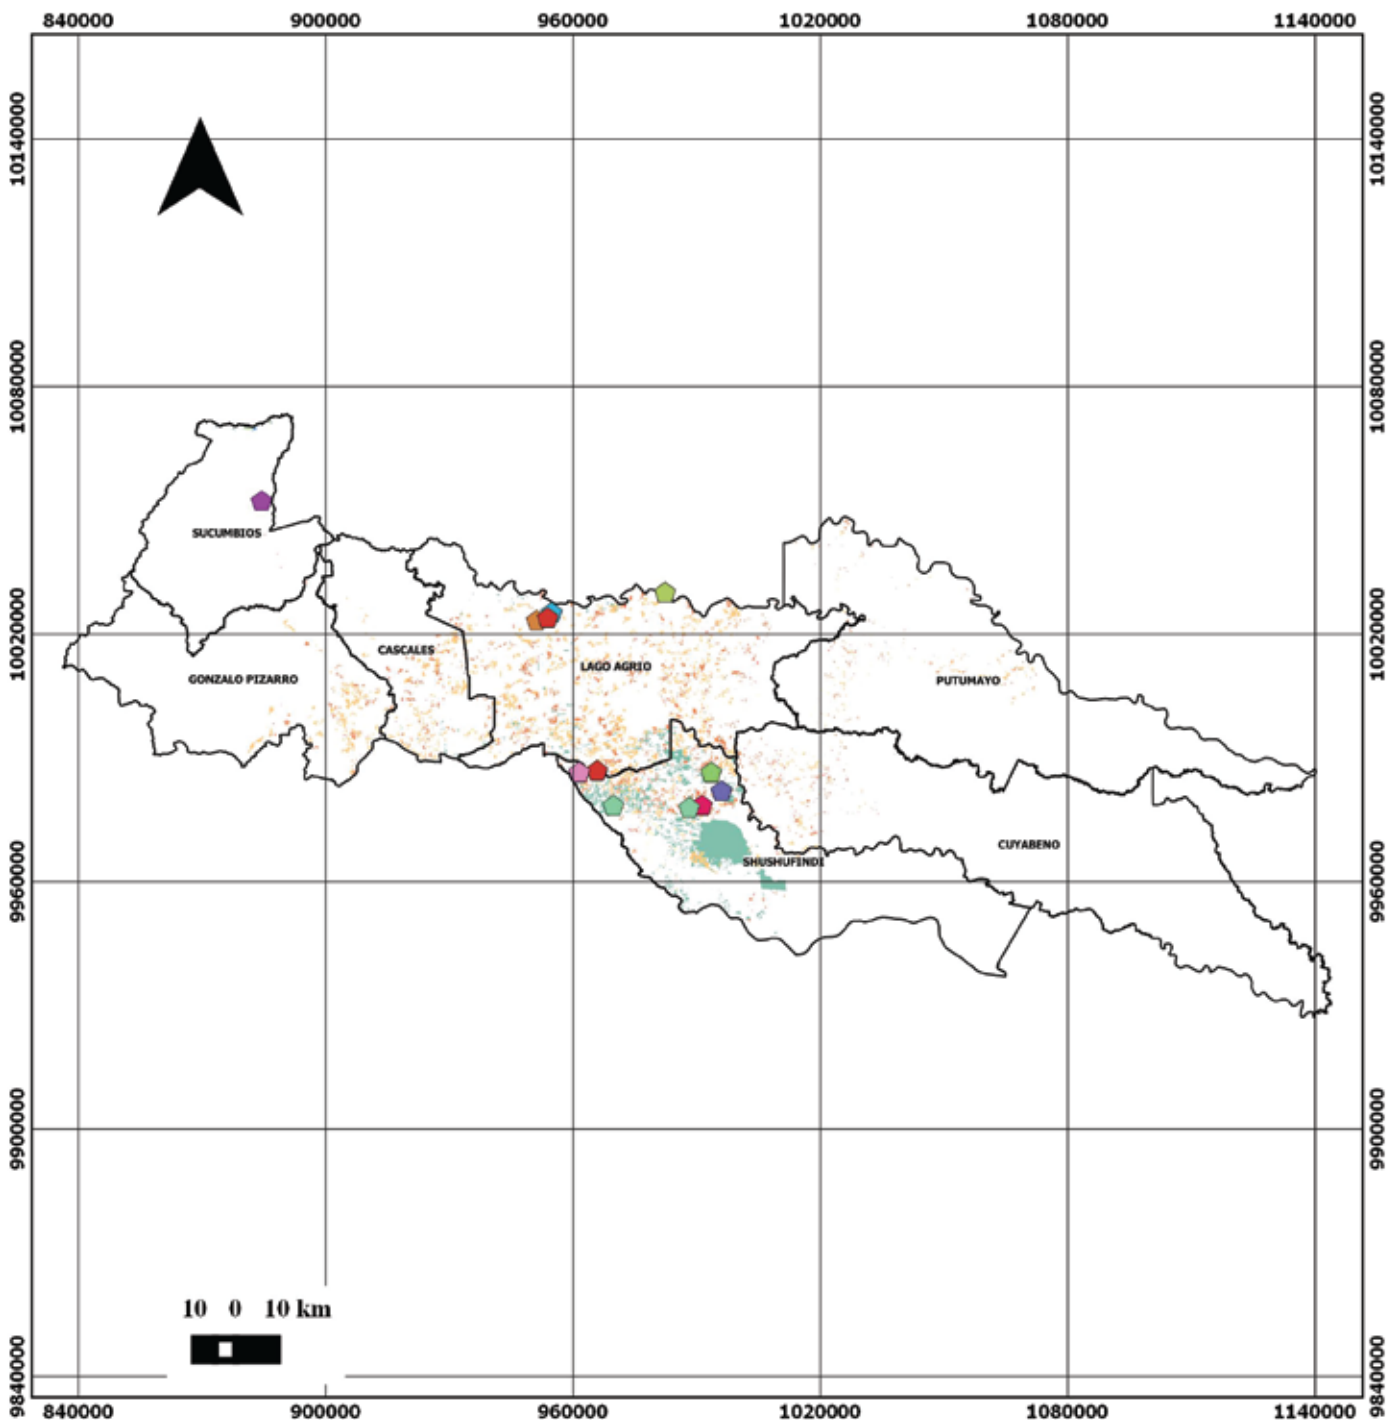 840000 900000 960000 1020000 1080000 1140000
10140000 10140000
10080000 10080000
SUCUMBIOS
10020000 10020000
CASCALES
LAGO AGRIO
GONZALO PIZARRO
PUTUMAYO
CUYABENO
SHUSHUFINDI
9960000 9960000
9900000 9900000
10 0 10 km
9840000 9840000
840000 900000 960000 1020000 1080000 1140000